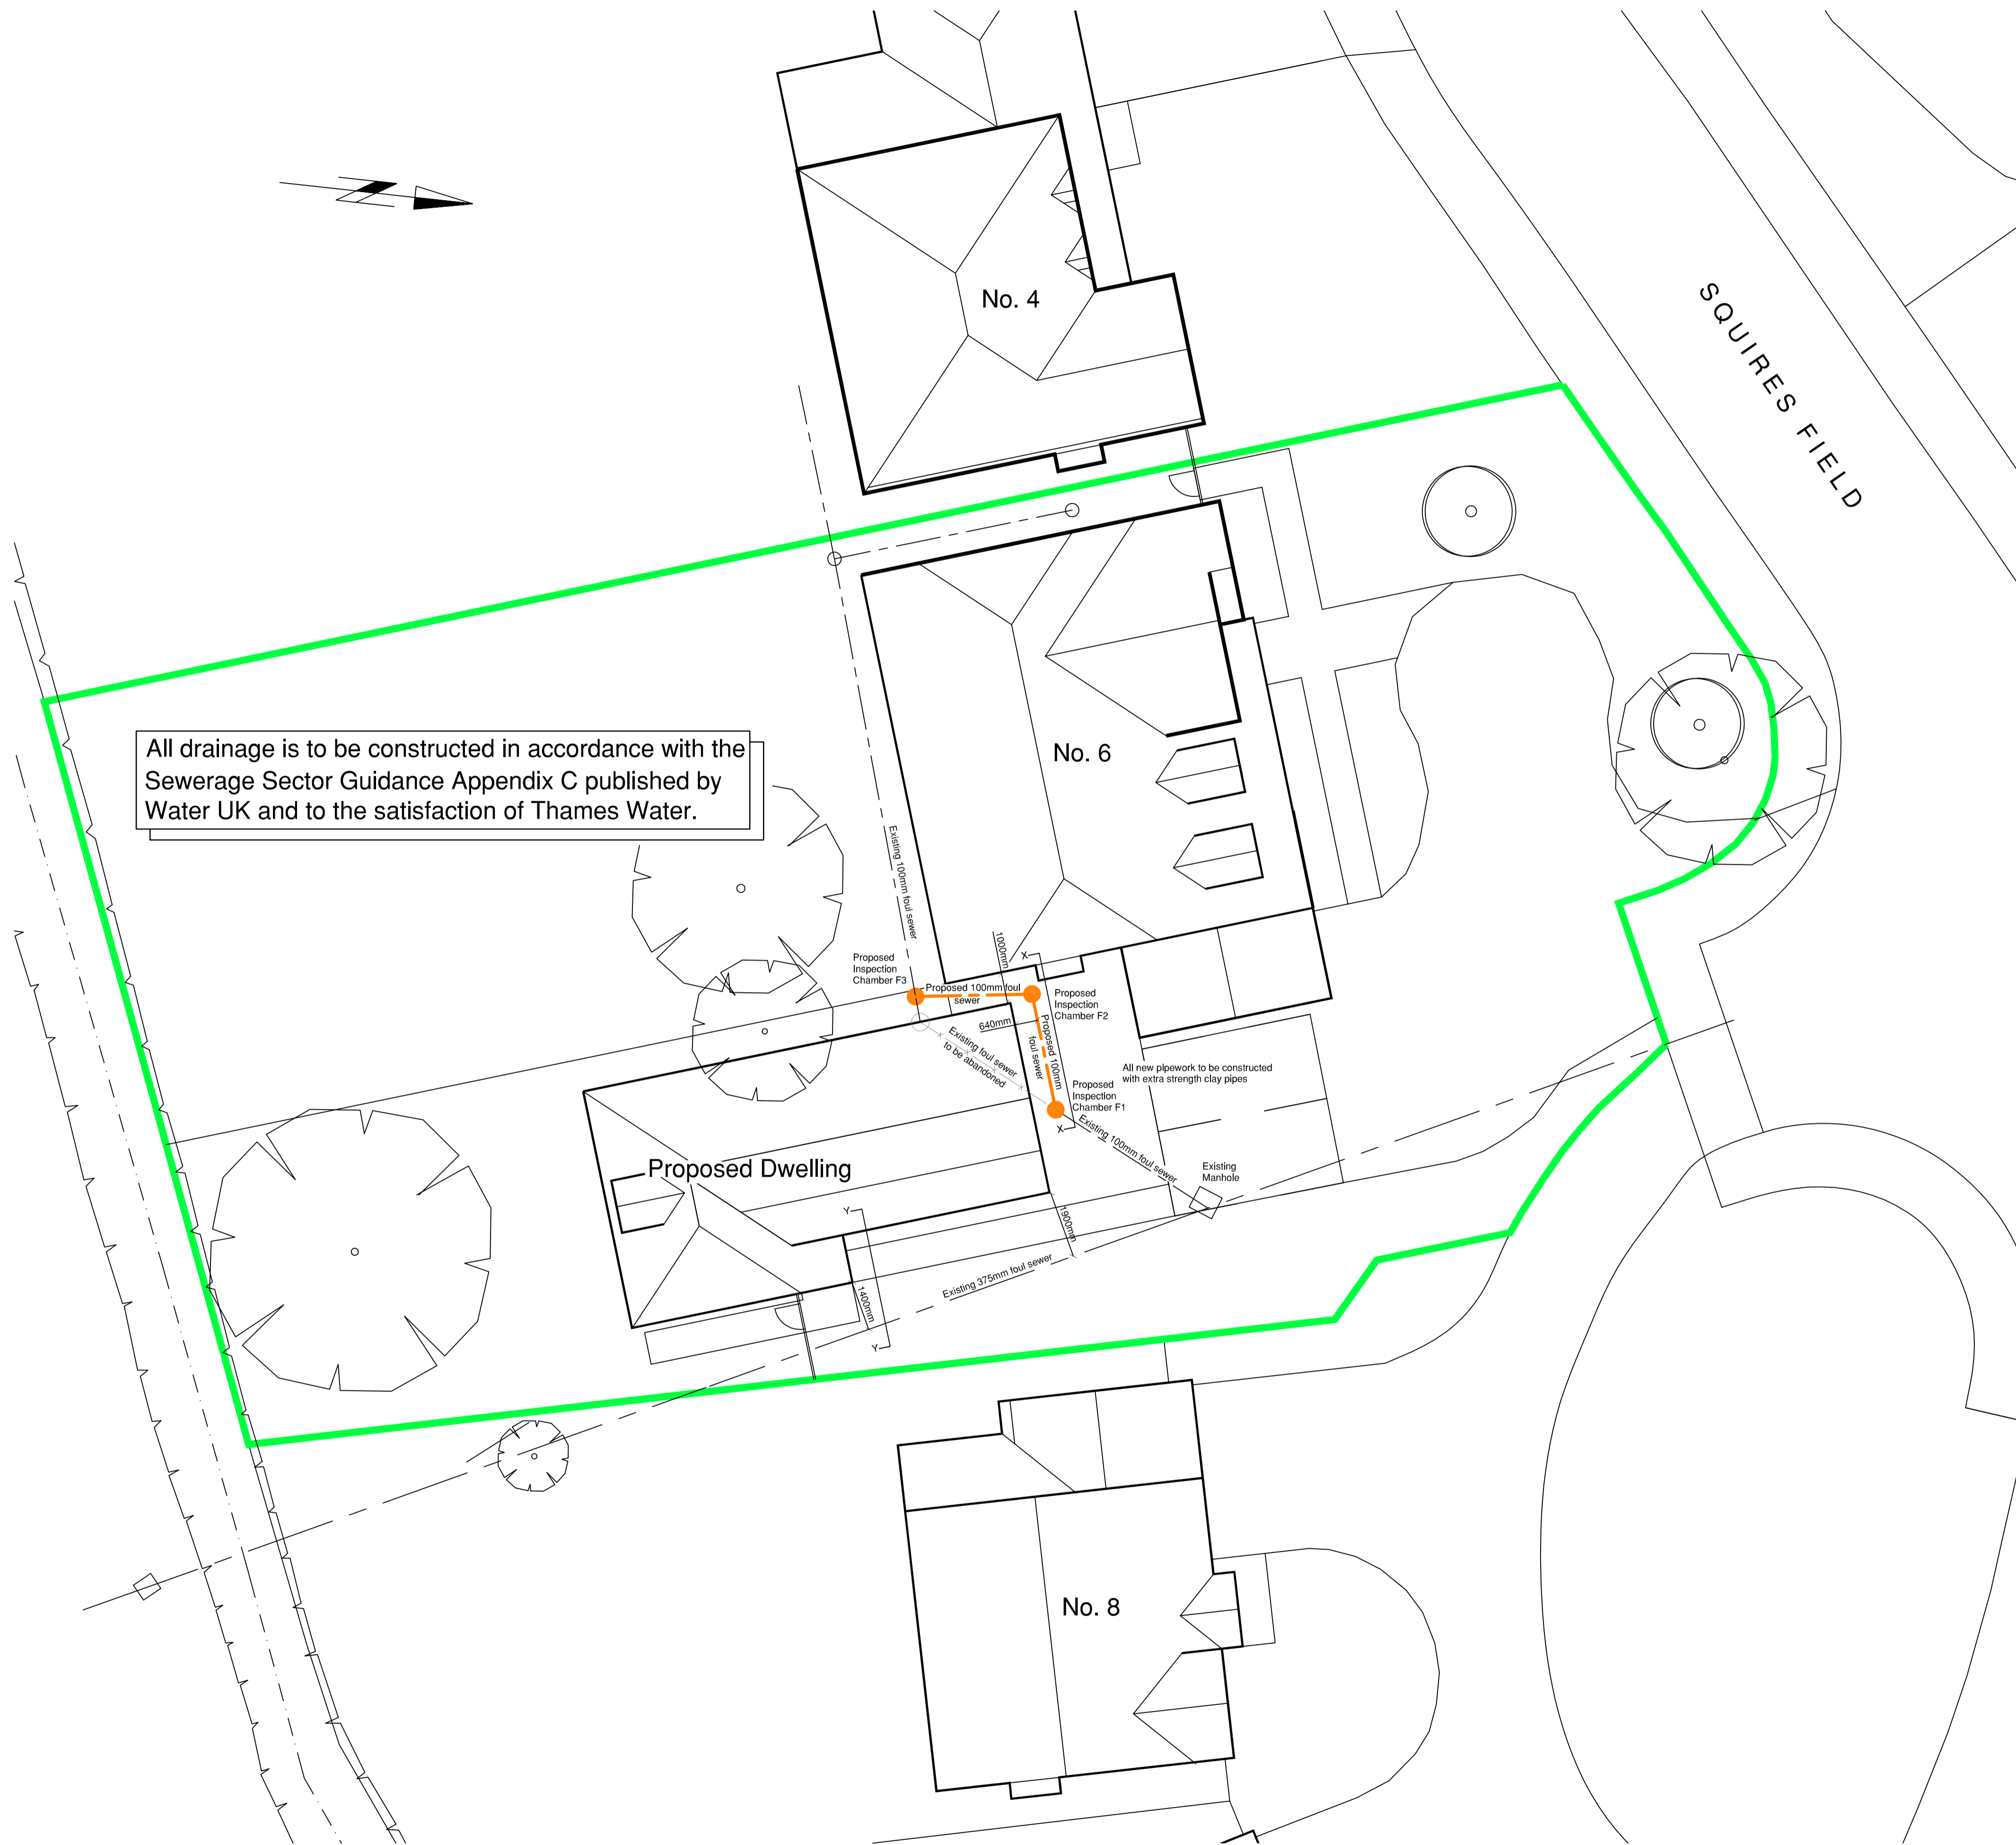 No. 4
SQUIRES FIELD
All drainage is to be constructed in accordance with the
Sewerage Sector Guidance Appendix C published by
Water UK and to the satisfaction of Thames Water.
No. 6
Existing 100mm foul sewer
1000mm
X
Proposed
Inspection
Chamber F3
Proposed 100mm foul
sewer
Proposed
Inspection
Chamber F2
640mm
Proposed 100mm
foul sewer
Existing foul sewer
to be abandoned
All new pipework to be constructed
with extra strength clay pipes
Proposed
Inspection
Chamber F1
X
Existing 100mm foul sewer
Proposed Dwelling
Existing
Manhole
Y
1900mm
Existing 375mm foul sewer
1400mm
Y
No. 8